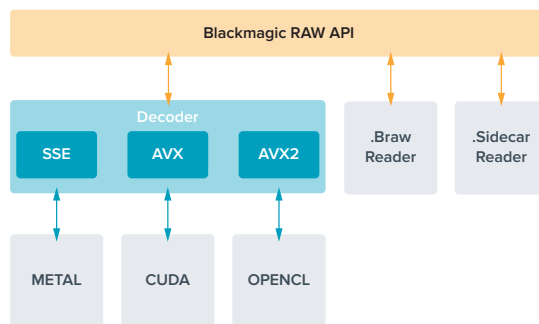 Blackmagic RAW API
Decoder
SSE
AVX
AVX2
.Braw
Reader
.Sidecar
Reader
METAL
CUDA
OPENCL